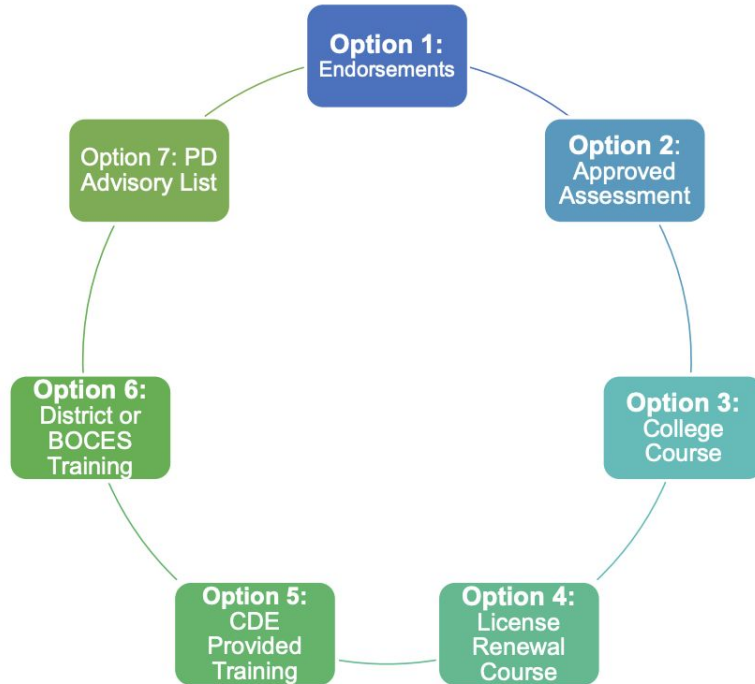 Option 1:
Endorsements
Option 2:
Approved
Assessment
Option 3:
College
Course
Option 4:
License
Renewal
Course
Option 5:
CDE
Provided
Training
Option 6:
District or
BOCES
Training
Option 7: PD
Advisory List